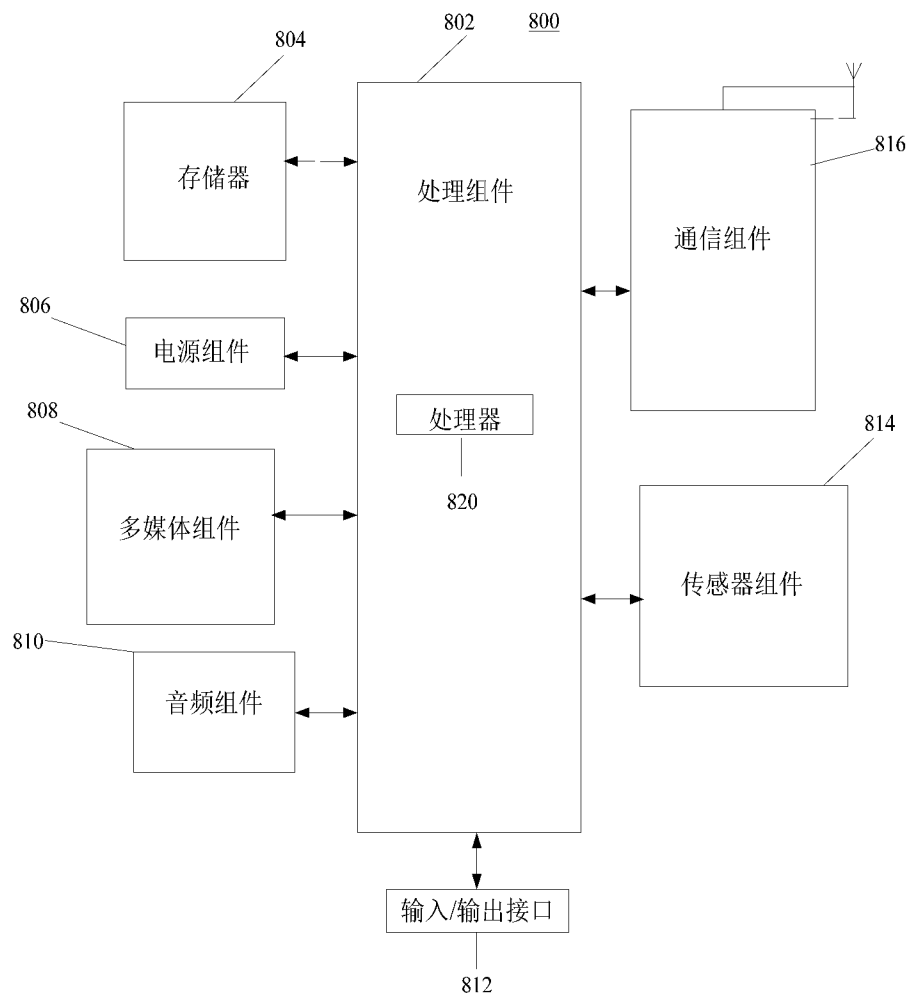 802
800
804
存储器
处理组件
816
通信组件
806
电源组件
808
处理器
814
820
多媒体组件
传感器组件
810
音频组件
输入/输出接口
812